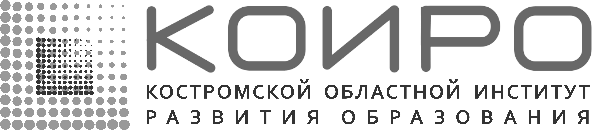 КОИРО
КОСТРОМСКОЙ ОБЛАСТНОЙ ИНСТИТУТ
РАЗВИТИЯ ОБРАЗОВАНИЯ